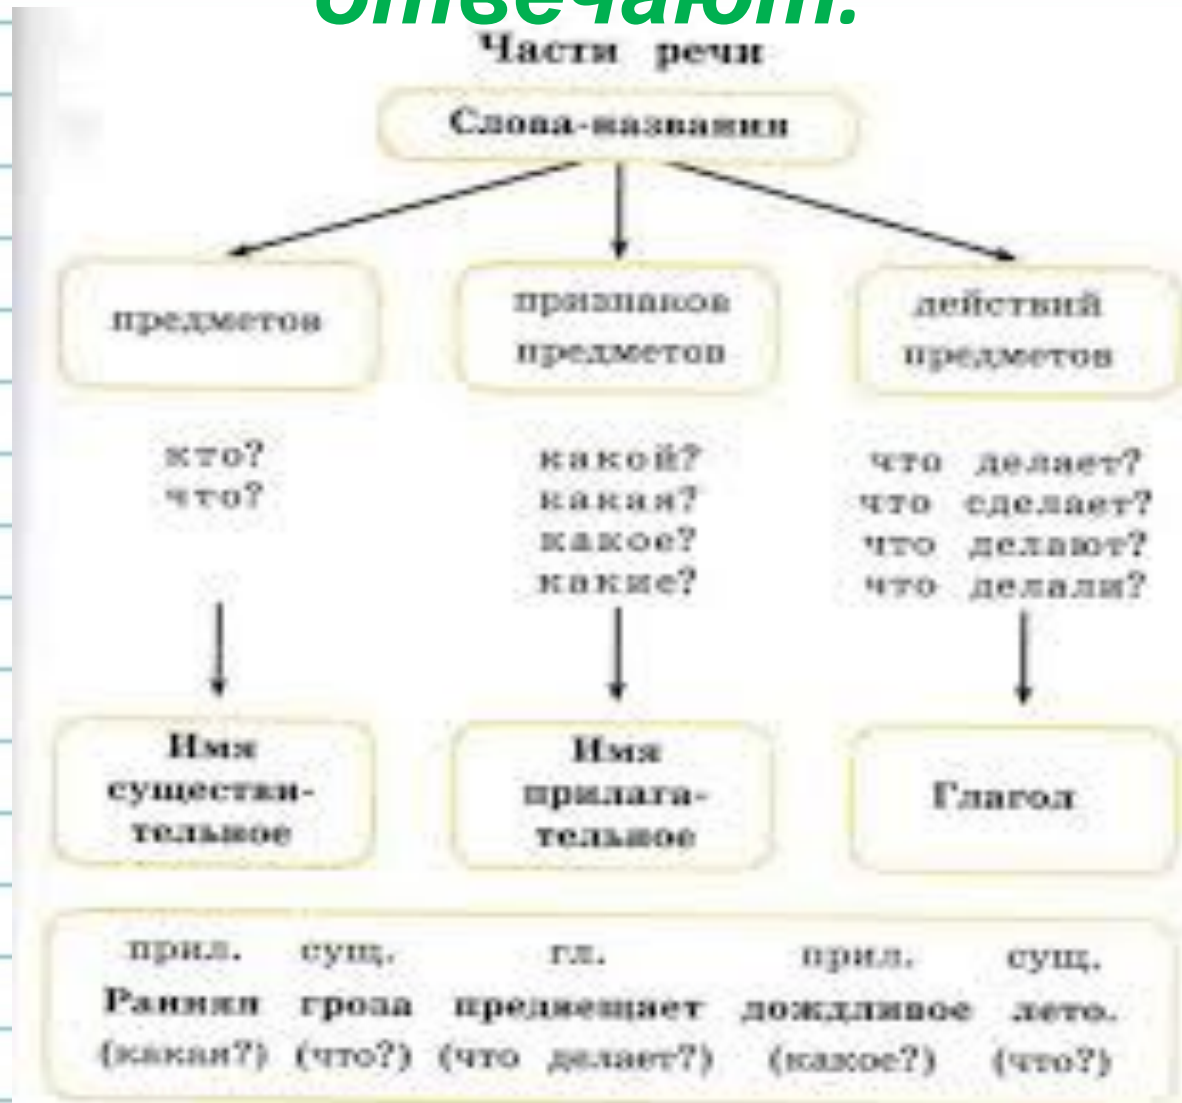 отвечают.
Части речи
Слова-названия
предметов
признаков
предметов
действий
предметов
кто?
что?
какой?
какая?
какое?
какие?
что делает?
что сделает?
что делают?
что делали?
Имя
существи-
тельное
Имя
прилага-
тельное
Глагол
прил. сущ. гл. прил. сущ.
Ранняя гроза предвещает дождливое лето.
(какая?) (что?) (что делает?) (какое?) (что?)